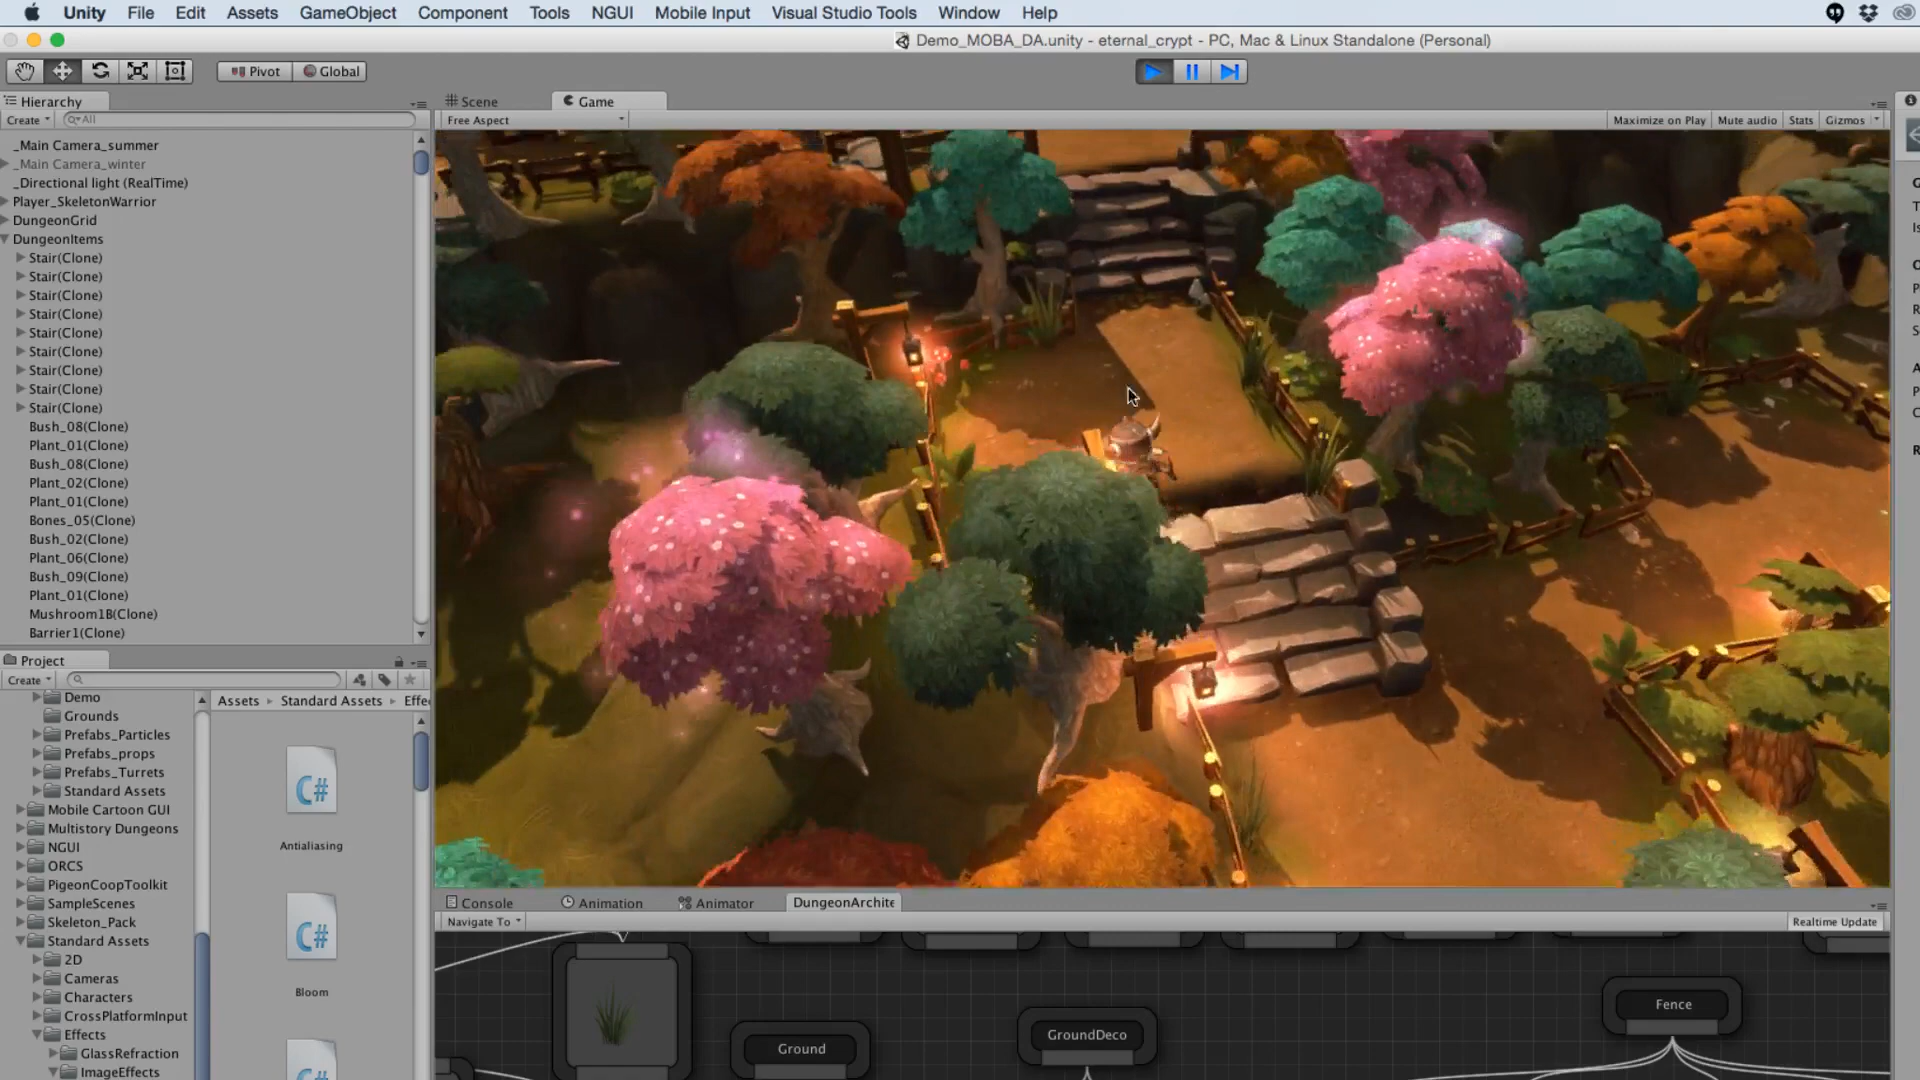 Unity File Edit Assets GameObject Component Tools NGUI Mobile Input Visual Studio Tools Window Help
Demo_MOBA_DA.unity - eternal_crypt - PC, Mac & Linux Standalone (Personal)
Pivot Global
Hierarchy
Create All
_Main Camera_summer
_Main Camera_winter
_Directional light (RealTime)
Player_SkeletonWarrior
DungeonGrid
DungeonItems
Stair(Clone)
Stair(Clone)
Stair(Clone)
Stair(Clone)
Stair(Clone)
Stair(Clone)
Stair(Clone)
Stair(Clone)
Stair(Clone)
Bush_08(Clone)
Plant_01(Clone)
Bush_08(Clone)
Plant_02(Clone)
Plant_01(Clone)
Bones_05(Clone)
Bush_02(Clone)
Plant_06(Clone)
Bush_09(Clone)
Plant_01(Clone)
Mushroom1B(Clone)
Barrier1(Clone)
Scene Game
Free Aspect Maximize on Play Mute audio Stats Gizmos
Project
Create
Demo
Grounds
Prefabs_Particles
Prefabs_props
Prefabs_Turrets
Standard Assets
Mobile Cartoon GUI
Multistory Dungeons
NGUI
ORCS
PigeonCoopToolkit
SampleScenes
Skeleton_Pack
Standard Assets
2D
Cameras
Characters
CrossPlatformInput
Effects
GlassRefraction
ImageEffects
Assets Standard Assets Effec
C#
Antialiasing
C#
Bloom
Console Animation Animator DungeonArchite
Navigate To Realtime Update
Ground
GroundDeco
Fence